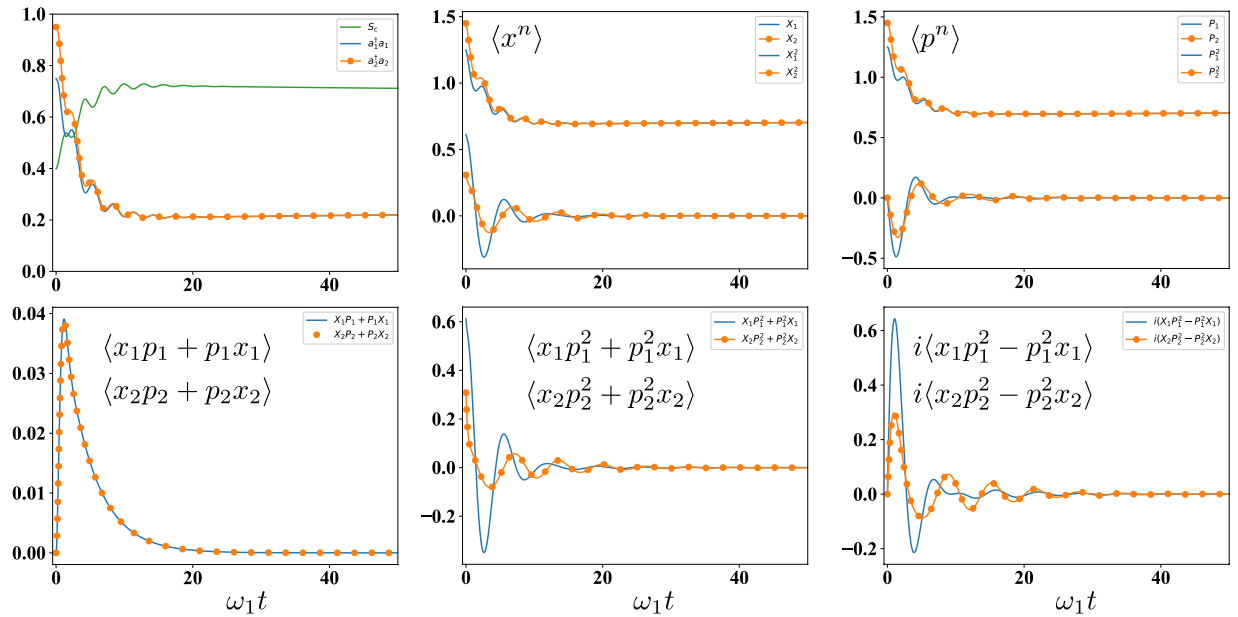 1.0
0.8
0.6
0.4
0.2
0.0
0
20
40
S_c
a_1^†a_1
a_2^†a_2
1.5
1.0
0.5
0.0
0
20
40
⟨x^n⟩
X_1
X_2
X_1^2
X_2^2
1.5
1.0
0.5
0.0
−0.5
0
20
40
⟨p^n⟩
P_1
P_2
P_1^2
P_2^2
0.04
0.03
0.02
0.01
0.00
0
20
40
X_1P_1 + P_1X_1
X_2P_2 + P_2X_2
⟨x_1p_1 + p_1x_1⟩
⟨x_2p_2 + p_2x_2⟩
ω_1t
0.6
0.4
0.2
0.0
−0.2
0
20
40
X_1P_1^2 + P_1^2X_1
X_2P_2^2 + P_2^2X_2
⟨x_1p_1^2 + p_1^2x_1⟩
⟨x_2p_2^2 + p_2^2x_2⟩
ω_1t
0.6
0.4
0.2
0.0
−0.2
0
20
40
i(X_1P_1^2 − P_1^2X_1)
i(X_2P_2^2 − P_2^2X_2)
i⟨x_1p_1^2 − p_1^2x_1⟩
i⟨x_2p_2^2 − p_2^2x_2⟩
ω_1t